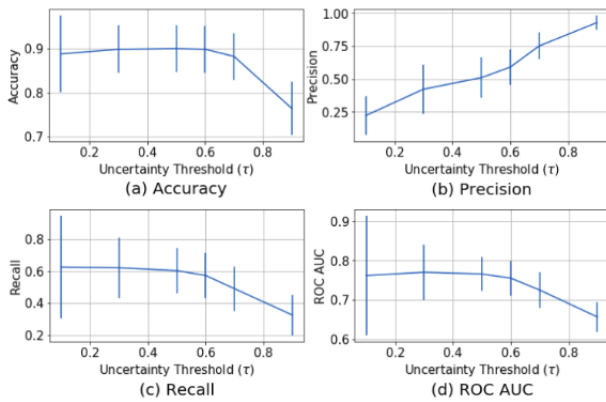 Accuracy
0.9
0.8
0.7
0.2 0.4 0.6 0.8
Uncertainty Threshold (τ)
(a) Accuracy
Precision
1.00
0.75
0.50
0.25
0.2 0.4 0.6 0.8
Uncertainty Threshold (τ)
(b) Precision
Recall
0.8
0.6
0.4
0.2
0.2 0.4 0.6 0.8
Uncertainty Threshold (τ)
(c) Recall
ROC AUC
0.9
0.8
0.7
0.6
0.2 0.4 0.6 0.8
Uncertainty Threshold (τ)
(d) ROC AUC